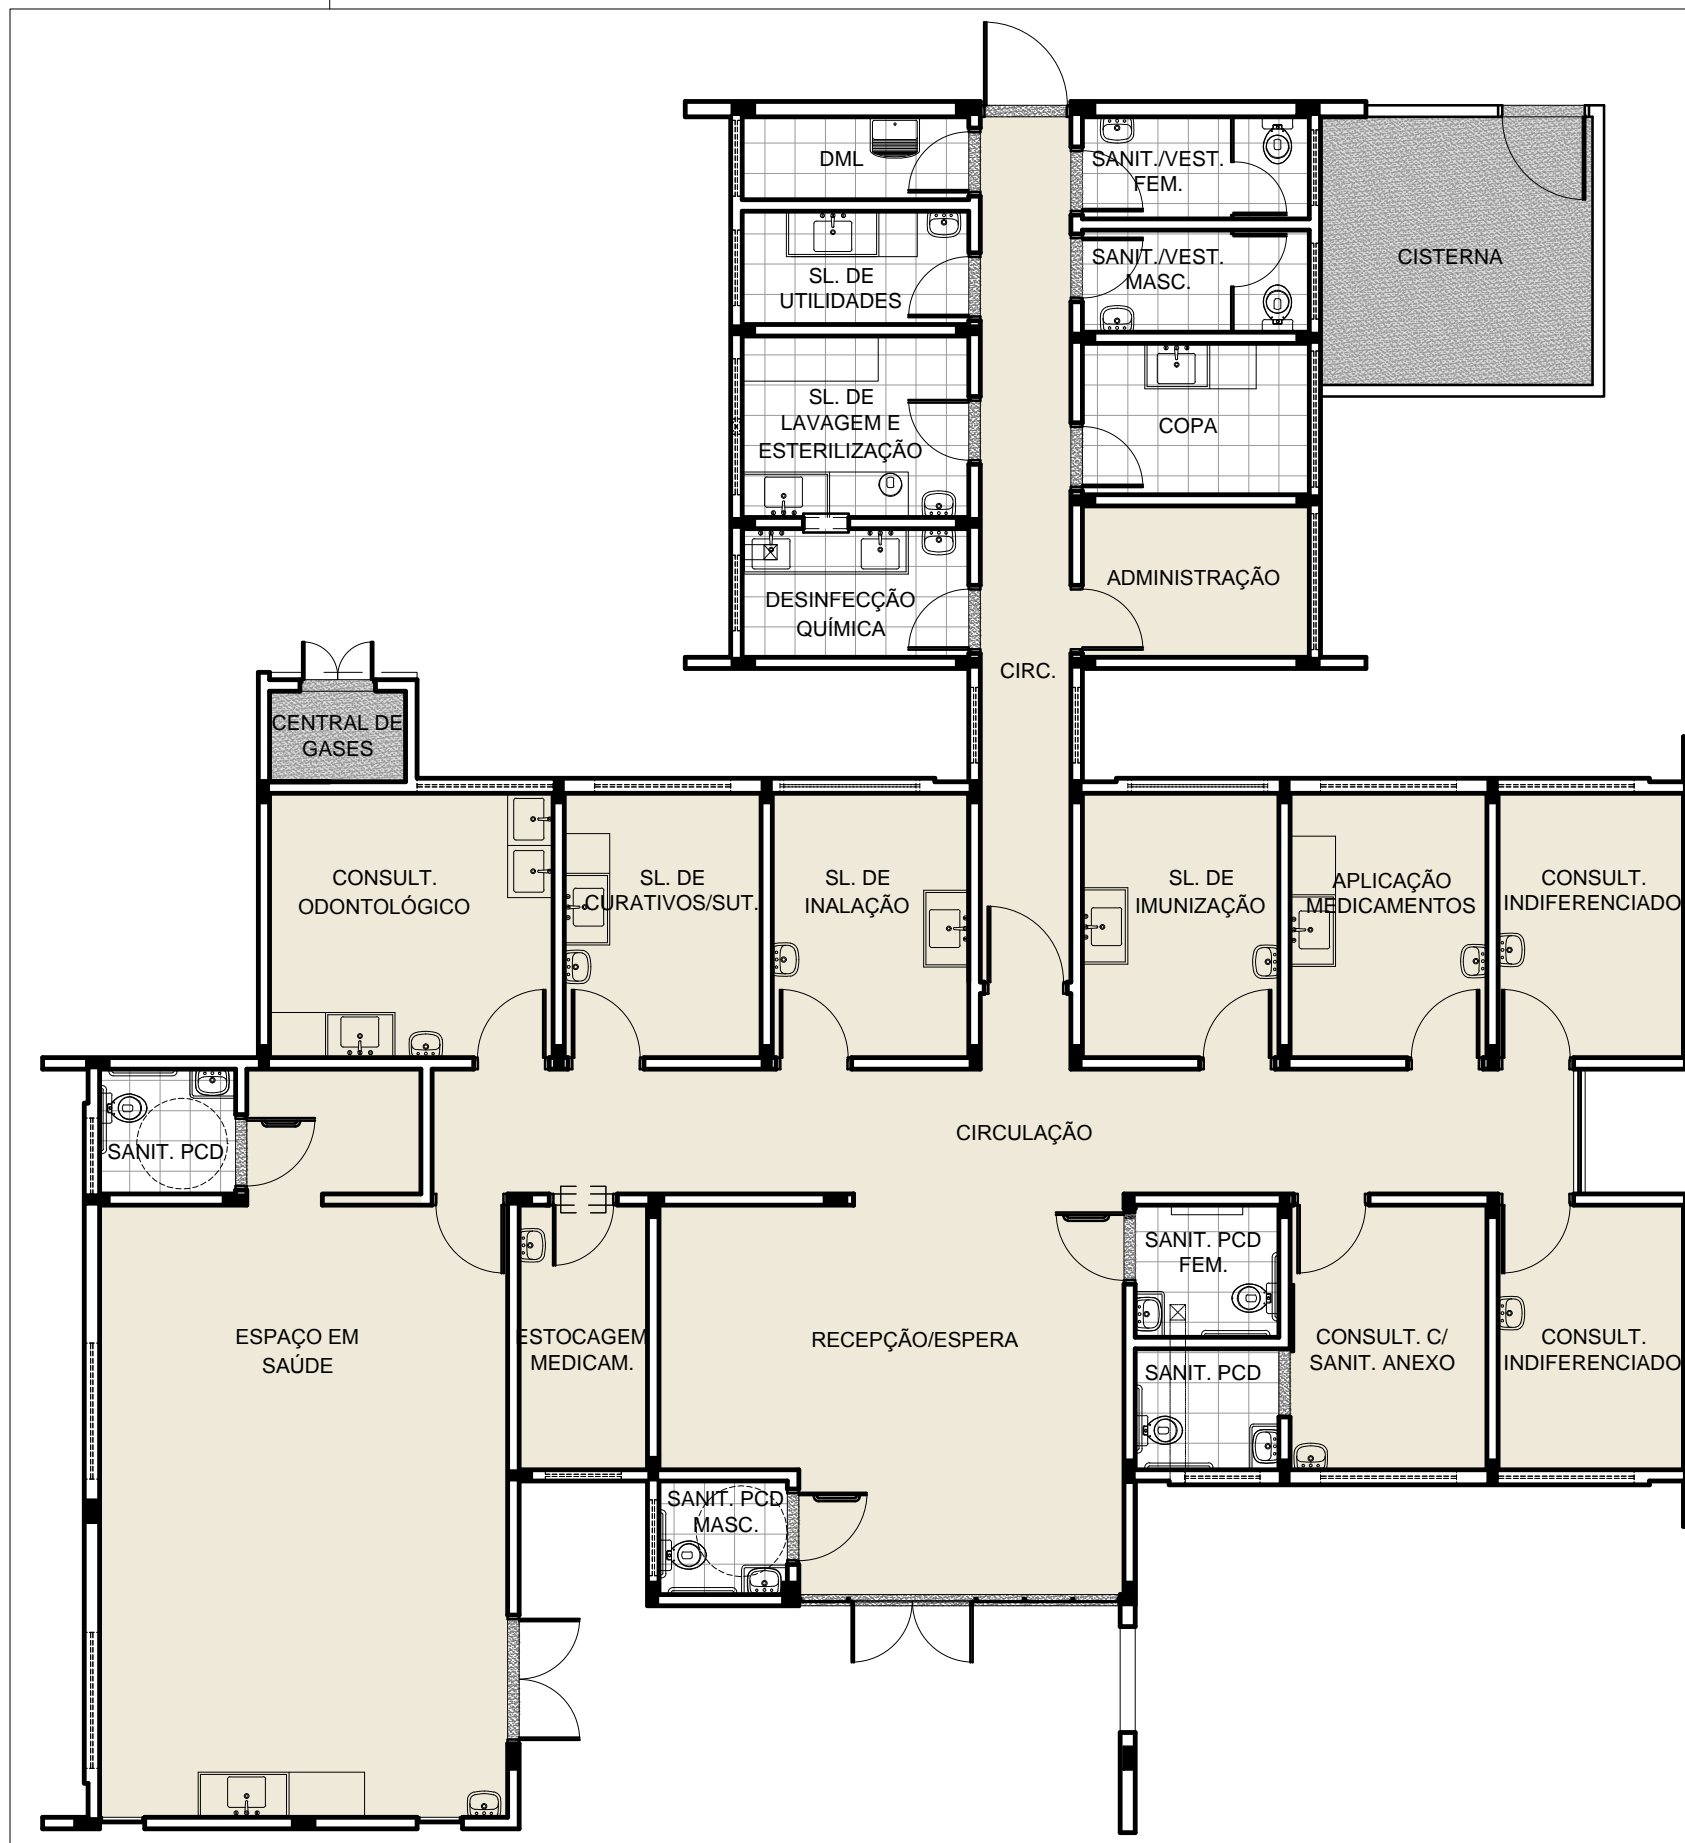 DML
SANIT./VEST.
FEM.
SL. DE
UTILIDADES
SANIT./VEST.
MASC.
CISTERNA
SL. DE
LAVAGEM E
ESTERILIZAÇÃO
COPA
DESINFECÇÃO
QUÍMICA
ADMINISTRAÇÃO
CIRC.
CENTRAL DE
GASES
CONSULT.
ODONTOLÓGICO
SL. DE
CURATIVOS/SUT.
SL. DE
INALAÇÃO
SL. DE
IMUNIZAÇÃO
APLICAÇÃO
MEDICAMENTOS
CONSULT.
INDIFERENCIADO
SANIT. PCD
CIRCULAÇÃO
ESPAÇO EM
SAÚDE
ESTOCAGEM
MEDICAM.
RECEPÇÃO/ESPERA
SANIT. PCD
FEM.
SANIT. PCD
CONSULT. C/
SANIT. ANEXO
CONSULT.
INDIFERENCIADO
SANIT. PCD
MASC.